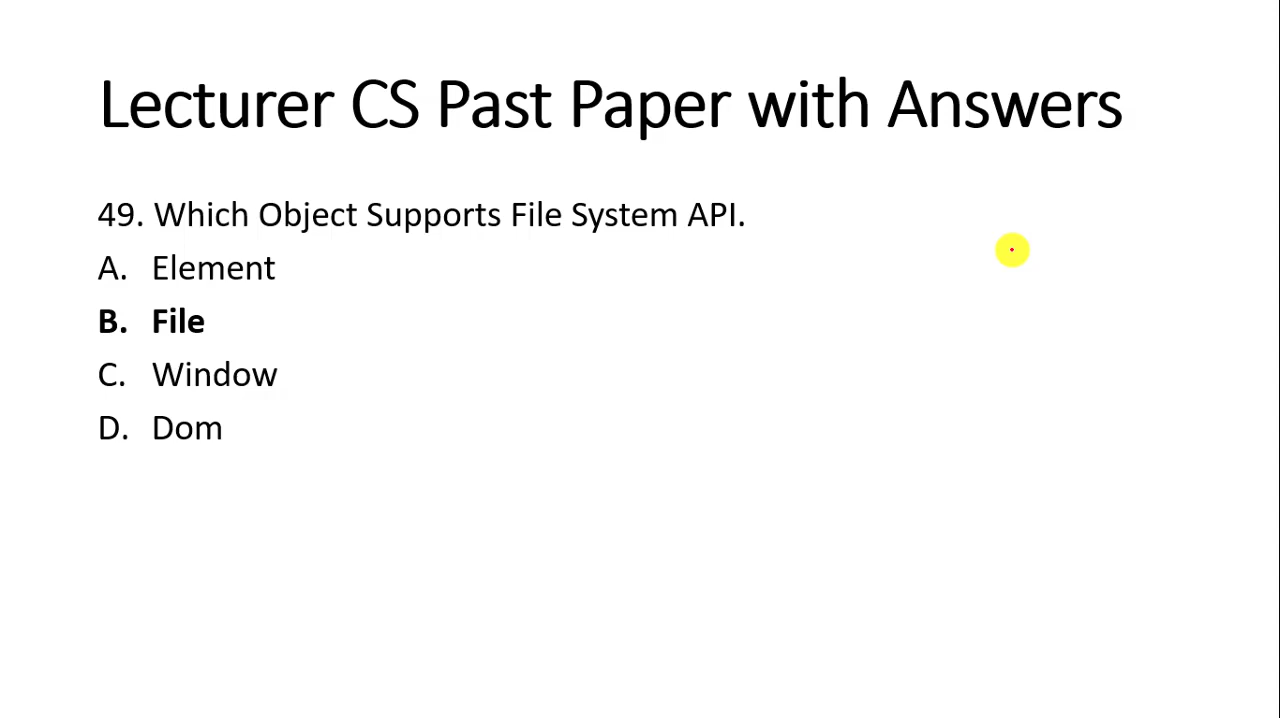 Lecturer CS Past Paper with Answers
49. Which Object Supports File System API.
A. Element
B. File
C. Window
D. Dom